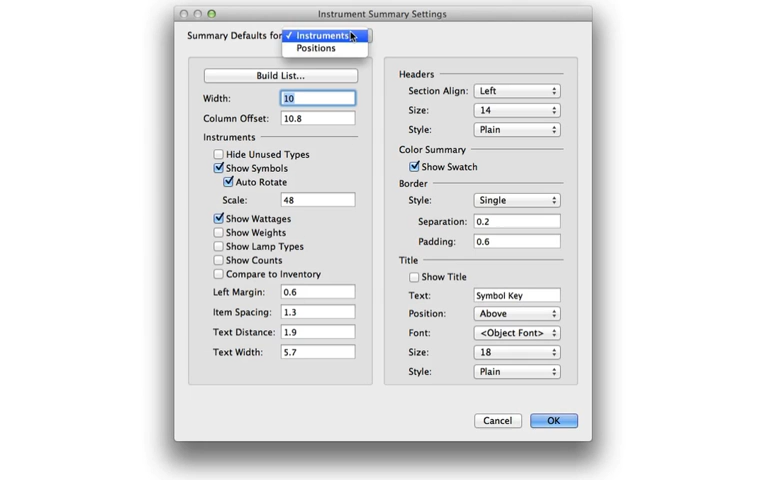 Instrument Summary Settings
Summary Defaults for
✓ Instruments
Positions
Build List...
Width: 10
Column Offset: 10.8
Instruments
Hide Unused Types
Show Symbols
Auto Rotate
Scale: 48
Show Wattages
Show Weights
Show Lamp Types
Show Counts
Compare to Inventory
Left Margin: 0.6
Item Spacing: 1.3
Text Distance: 1.9
Text Width: 5.7
Headers
Section Align: Left
Size: 14
Style: Plain
Color Summary
Show Swatch
Border
Style: Single
Separation: 0.2
Padding: 0.6
Title
Show Title
Text: Symbol Key
Position: Above
Font: <Object Font>
Size: 18
Style: Plain
Cancel
OK